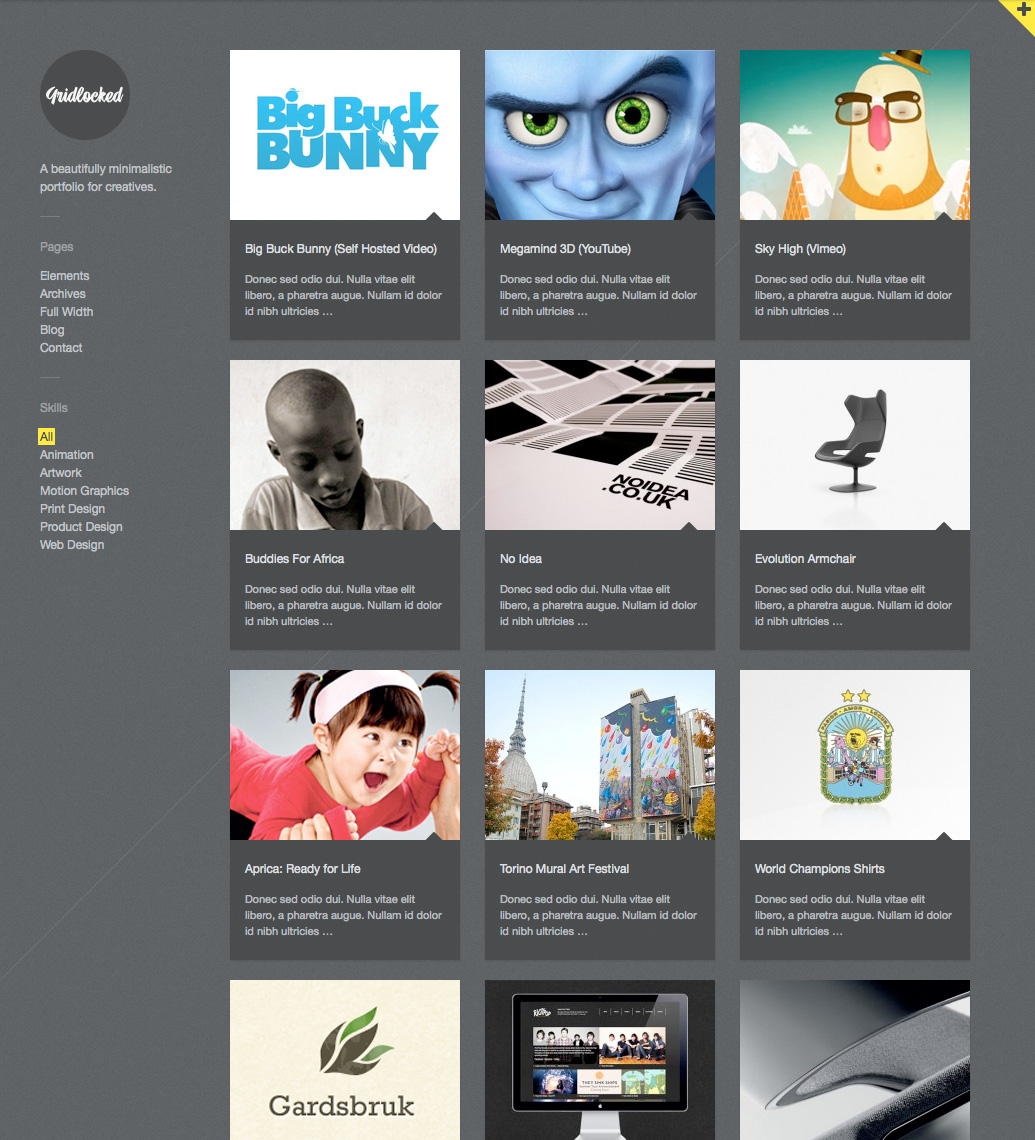 Gridlocked
A beautifully minimalistic
portfolio for creatives.
Pages
Elements
Archives
Full Width
Blog
Contact
Skills
All
Animation
Artwork
Motion Graphics
Print Design
Product Design
Web Design
Big Buck
BUNNY
Big Buck Bunny (Self Hosted Video)
Donec sed odio dui. Nulla vitae elit
libero, a pharetra augue. Nullam id dolor
id nibh ultricies …
Megamind 3D (YouTube)
Donec sed odio dui. Nulla vitae elit
libero, a pharetra augue. Nullam id dolor
id nibh ultricies …
Sky High (Vimeo)
Donec sed odio dui. Nulla vitae elit
libero, a pharetra augue. Nullam id dolor
id nibh ultricies …
Buddies For Africa
Donec sed odio dui. Nulla vitae elit
libero, a pharetra augue. Nullam id dolor
id nibh ultricies …
NOIDEA
.CO.UK
No Idea
Donec sed odio dui. Nulla vitae elit
libero, a pharetra augue. Nullam id dolor
id nibh ultricies …
Evolution Armchair
Donec sed odio dui. Nulla vitae elit
libero, a pharetra augue. Nullam id dolor
id nibh ultricies …
Aprica: Ready for Life
Donec sed odio dui. Nulla vitae elit
libero, a pharetra augue. Nullam id dolor
id nibh ultricies …
Torino Mural Art Festival
Donec sed odio dui. Nulla vitae elit
libero, a pharetra augue. Nullam id dolor
id nibh ultricies …
PASION - AMOR - LOCURA
World Champions Shirts
Donec sed odio dui. Nulla vitae elit
libero, a pharetra augue. Nullam id dolor
id nibh ultricies …
Gardsbruk
THEY SINK SHIPS